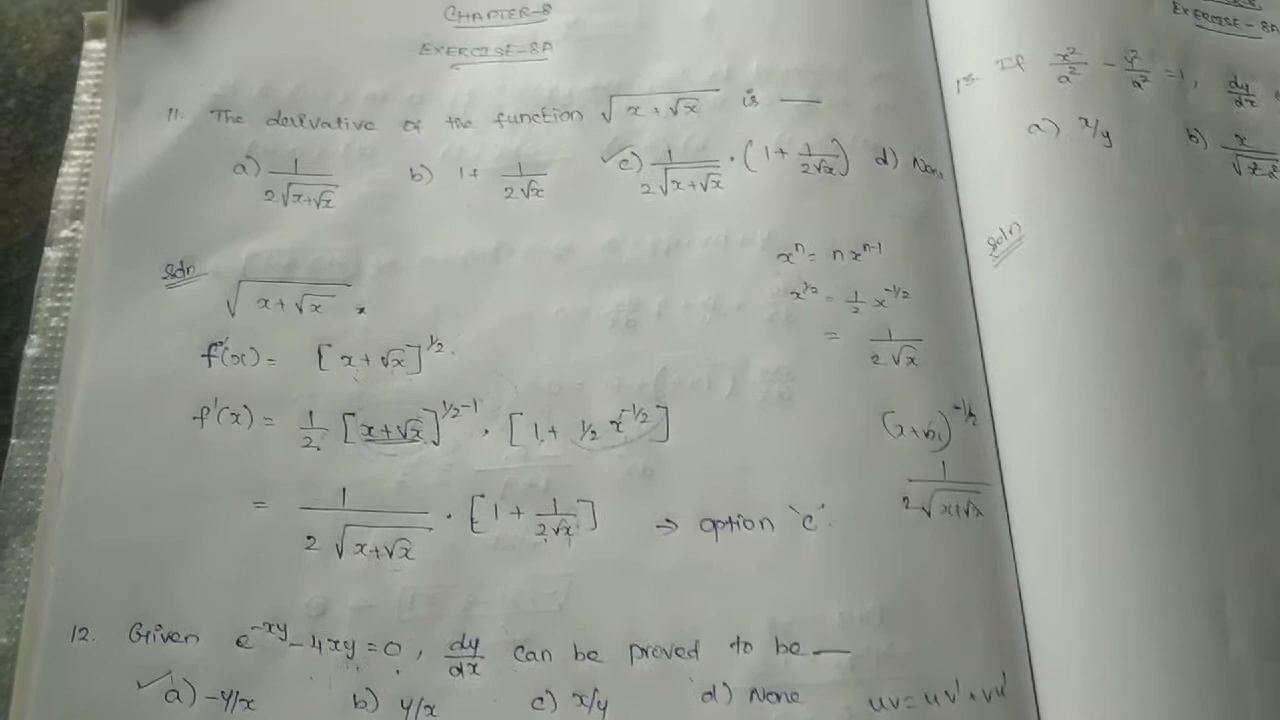 CHAPTER-8
EXERCISE-8A
11. The derivative of the function √(x+√x) is —
a) 1/(2√(x+√x)) b) 1+ 1/(2√x) ✓c) 1/(2√(x+√x)) · (1+ 1/(2√x)) d) None
Soln
√(x+√x) .
f'(x) = [x+√x]^1/2.
f'(x) = 1/2 [x+√x]^1/2-1 . [1 + 1/2 x^-1/2]
= 1/(2√(x+√x)) . [1+ 1/(2√x)] → option 'c'.
xⁿ = n xⁿ⁻¹
x^1/2 = 1/2 x^-1/2
= 1/(2√x)
(x+√x)^-1/2
1/(2√(x+√x))
12. Given e^-xy - 4xy = 0, dy/dx can be proved to be —
✓a) -y/x b) y/x c) x/y d) None
uv = uv' + vu'
EXERCISE-8A
13. If x²/a² - y²/a² = 1, dy/dx
a) x/y b)
Soln